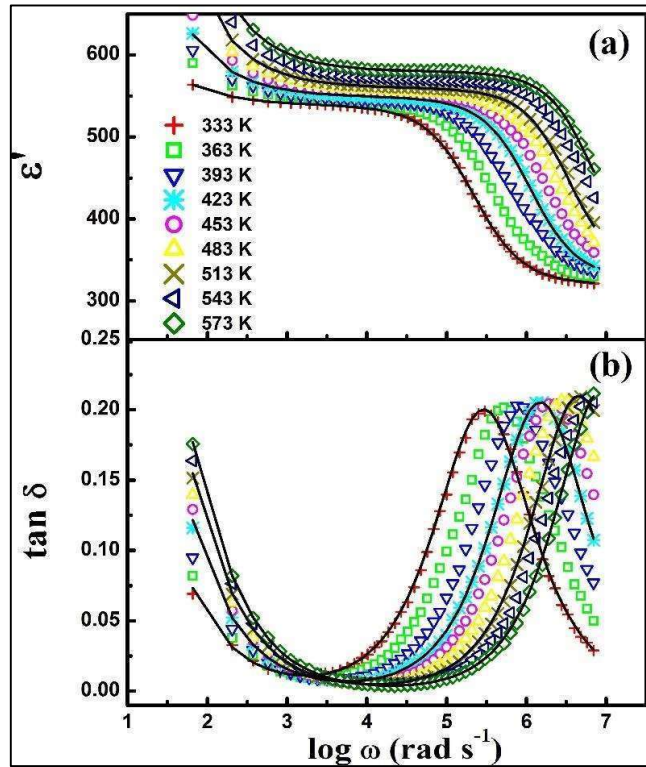 (a)
600
500
400
300
ε'
333 K
363 K
393 K
423 K
453 K
483 K
513 K
543 K
573 K
0.25
(b)
0.20
0.15
0.10
0.05
0.00
tan δ
1 2 3 4 5 6 7
log ω (rad s⁻¹)